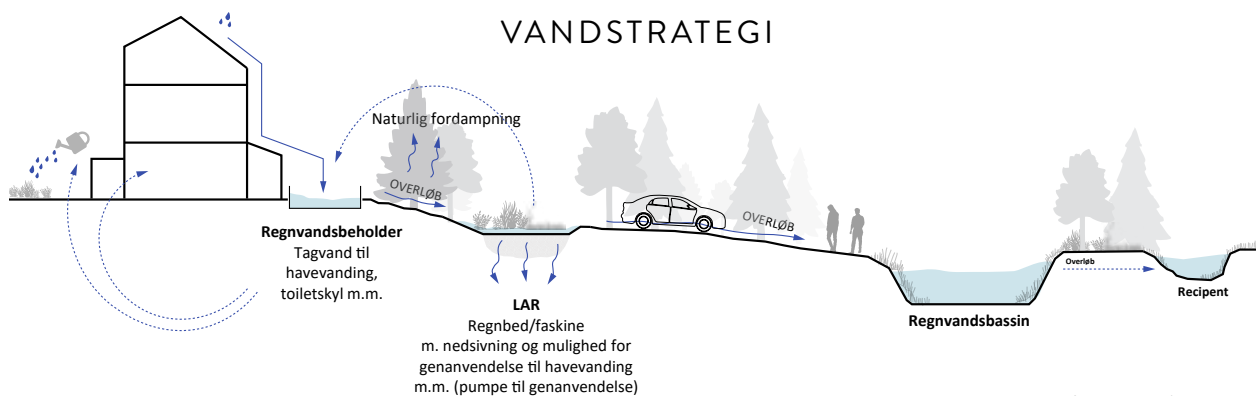 VANDSTRATEGI
Naturlig fordampning
OVERLØB
OVERLØB
Regnvandsbeholder
Tagvand til
havevanding,
toiletskyl m.m.
LAR
Regnbed/faskine
m. nedsivning og mulighed for
genanvendelse til havevanding
m.m. (pumpe til genanvendelse)
Regnvandsbassin
Overløb
Recipent